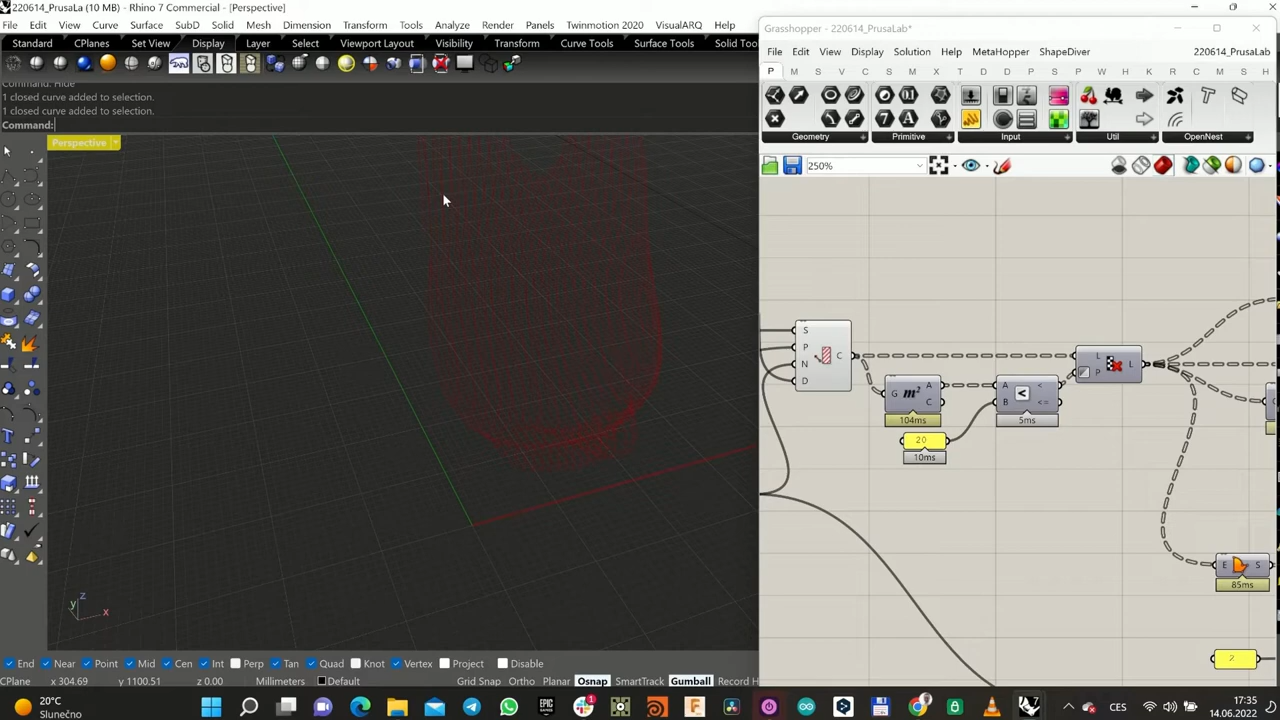 220614_PrusaLa (10 MB) - Rhino 7 Commercial - [Perspective]
File Edit View Curve Surface SubD Solid Mesh Dimension Transform Tools Analyze Render Panels Twinmotion 2020 VisualARQ Help
Standard CPlanes Set View Display Layer Select Viewport Layout Visibility Transform Curve Tools Surface Tools Solid Too
Command: Hide
1 closed curve added to selection.
1 closed curve added to selection.
Command:
Perspective
z
y
x
End Near Point Mid Cen Int Perp Tan Quad Knot Vertex Project Disable
CPlane x 304.69 y 1100.51 z 0.00 Millimeters Default Grid Snap Ortho Planar Osnap SmartTrack Gumball Record H
Grasshopper - 220614_PrusaLab*
File Edit View Display Solution Help MetaHopper ShapeDiver 220614_PrusaLab
P M S V C S M X T D D S P W H K R C M S H
Geometry Primitive Input Util OpenNest
250%
S
P
N
D
C
G m² A C
104ms
20
10ms
A B < < <=
5ms
L P L
E S
85ms
2
20°C
Slunečno
CES
17:35
14.06.2022